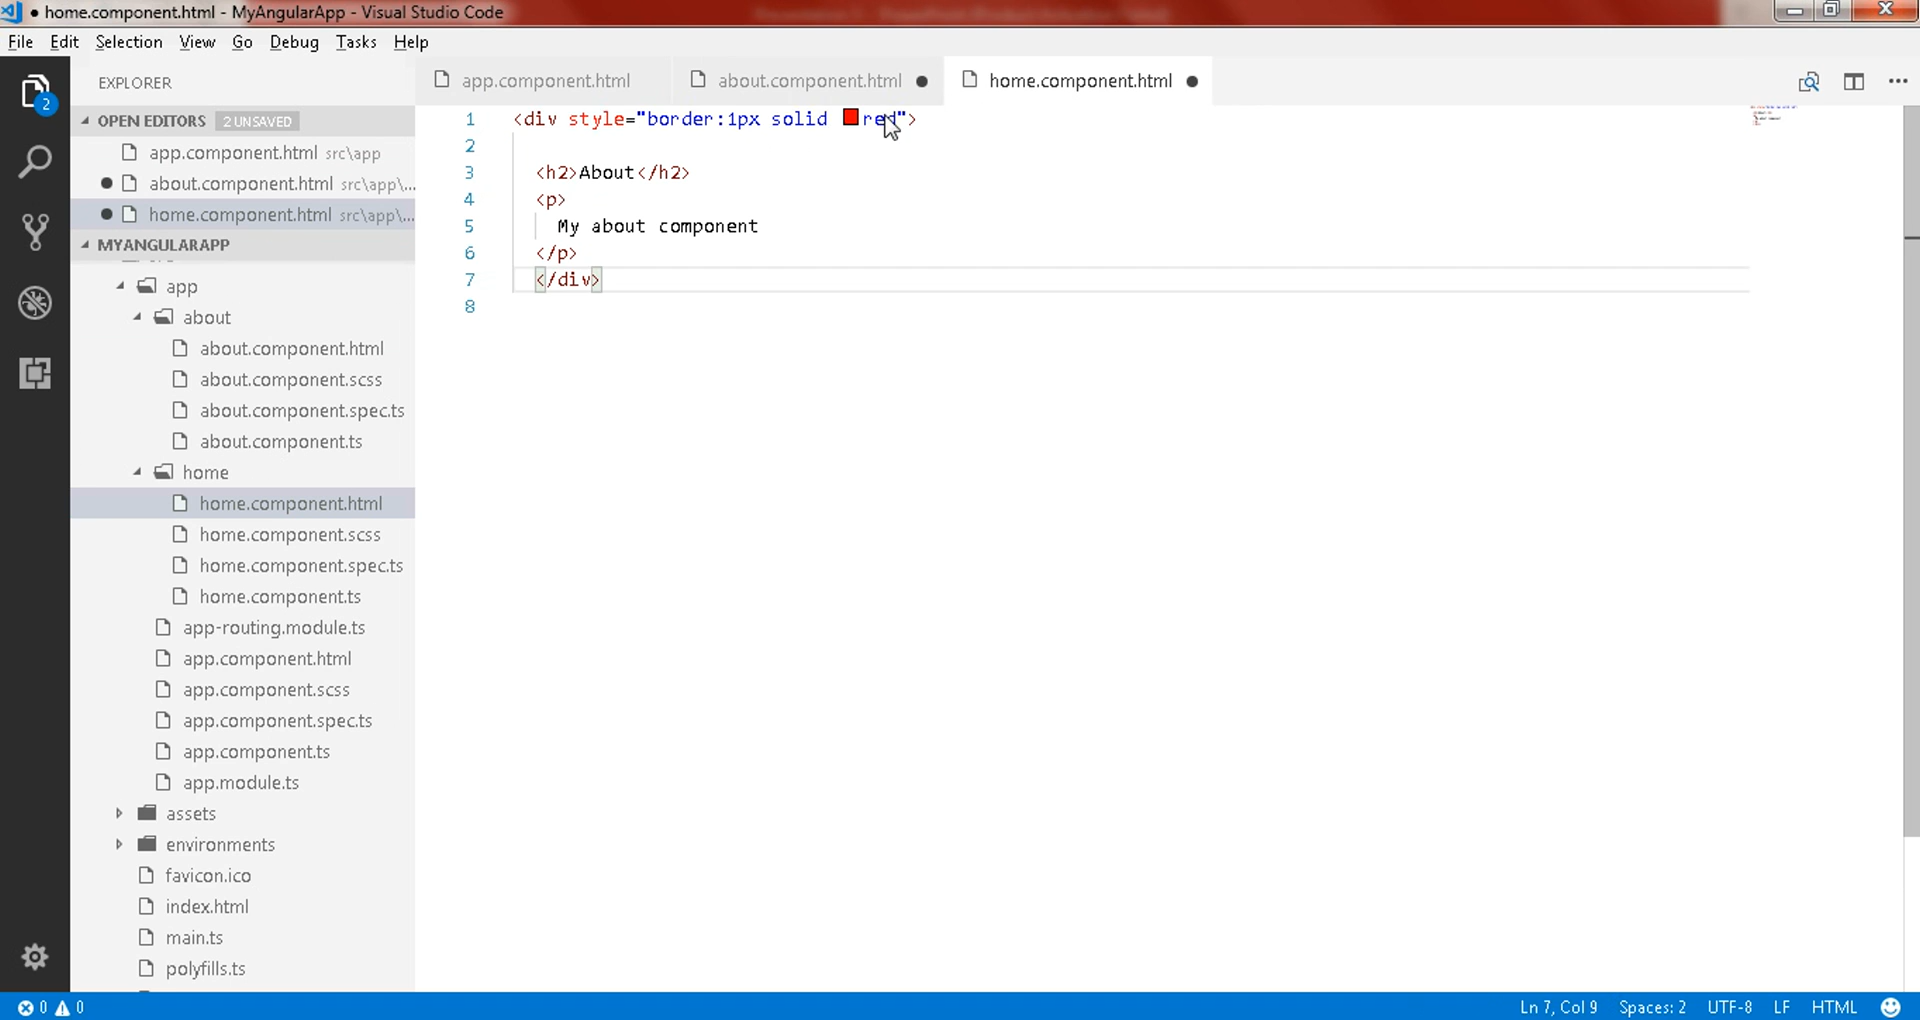 ● home.component.html - MyAngularApp - Visual Studio Code
File Edit Selection View Go Debug Tasks Help
EXPLORER
app.component.html about.component.html ● home.component.html ●
OPEN EDITORS 2 UNSAVED
app.component.html src\app
● about.component.html src\app\...
● home.component.html src\app\...
MYANGULARAPP
app
about
about.component.html
about.component.scss
about.component.spec.ts
about.component.ts
home
home.component.html
home.component.scss
home.component.spec.ts
home.component.ts
app-routing.module.ts
app.component.html
app.component.scss
app.component.spec.ts
app.component.ts
app.module.ts
assets
environments
favicon.ico
index.html
main.ts
polyfills.ts
2
1 <div style="border:1px solid red">
2
3 <h2>About</h2>
4 <p>
5 My about component
6 </p>
7 </div>
8
0 0 Ln 7, Col 9 Spaces: 2 UTF-8 LF HTML